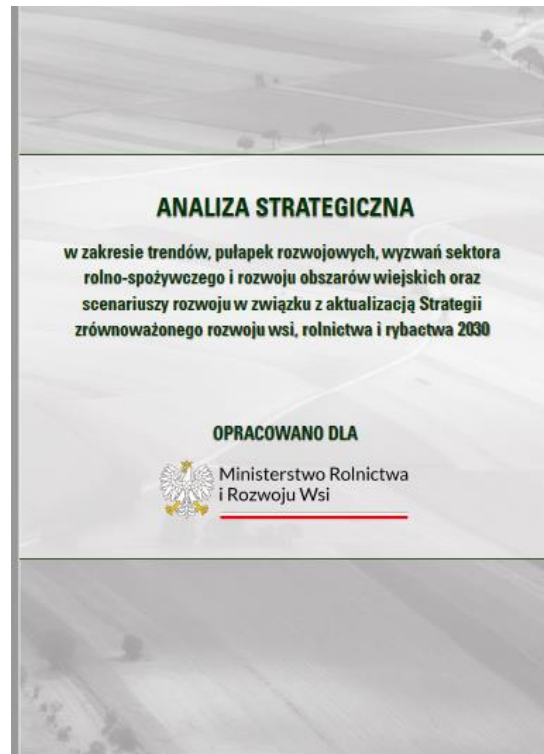 ANALIZA STRATEGICZNA
w zakresie trendów, pułapek rozwojowych, wyzwań sektora
rolno-spożywczego i rozwoju obszarów wiejskich oraz
scenariuszy rozwoju w związku z aktualizacją Strategii
zrównoważonego rozwoju wsi, rolnictwa i rybactwa 2030
OPRACOWANO DLA
Ministerstwo Rolnictwa
i Rozwoju Wsi